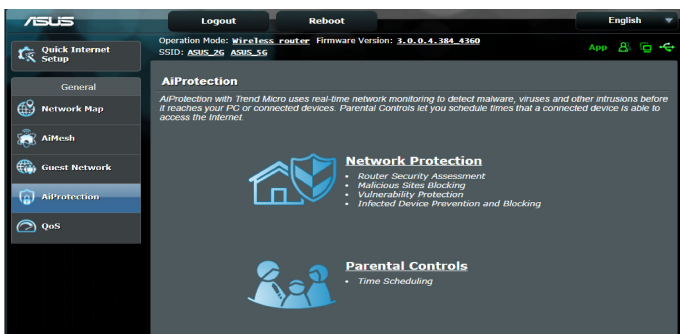 ASUS
Logout Reboot English
Quick Internet Setup
Operation Mode: Wireless router Firmware Version: 3.0.0.4.384_4360
SSID: ASUS_2G ASUS_5G
App
General
Network Map
AiMesh
Guest Network
AiProtection
QoS
AiProtection
AiProtection with Trend Micro uses real-time network monitoring to detect malware, viruses and other intrusions before
it reaches your PC or connected devices. Parental Controls let you schedule times that a connected device is able to
access the Internet.
Network Protection
• Router Security Assessment
• Malicious Sites Blocking
• Vulnerability Protection
• Infected Device Prevention and Blocking
Parental Controls
• Time Scheduling